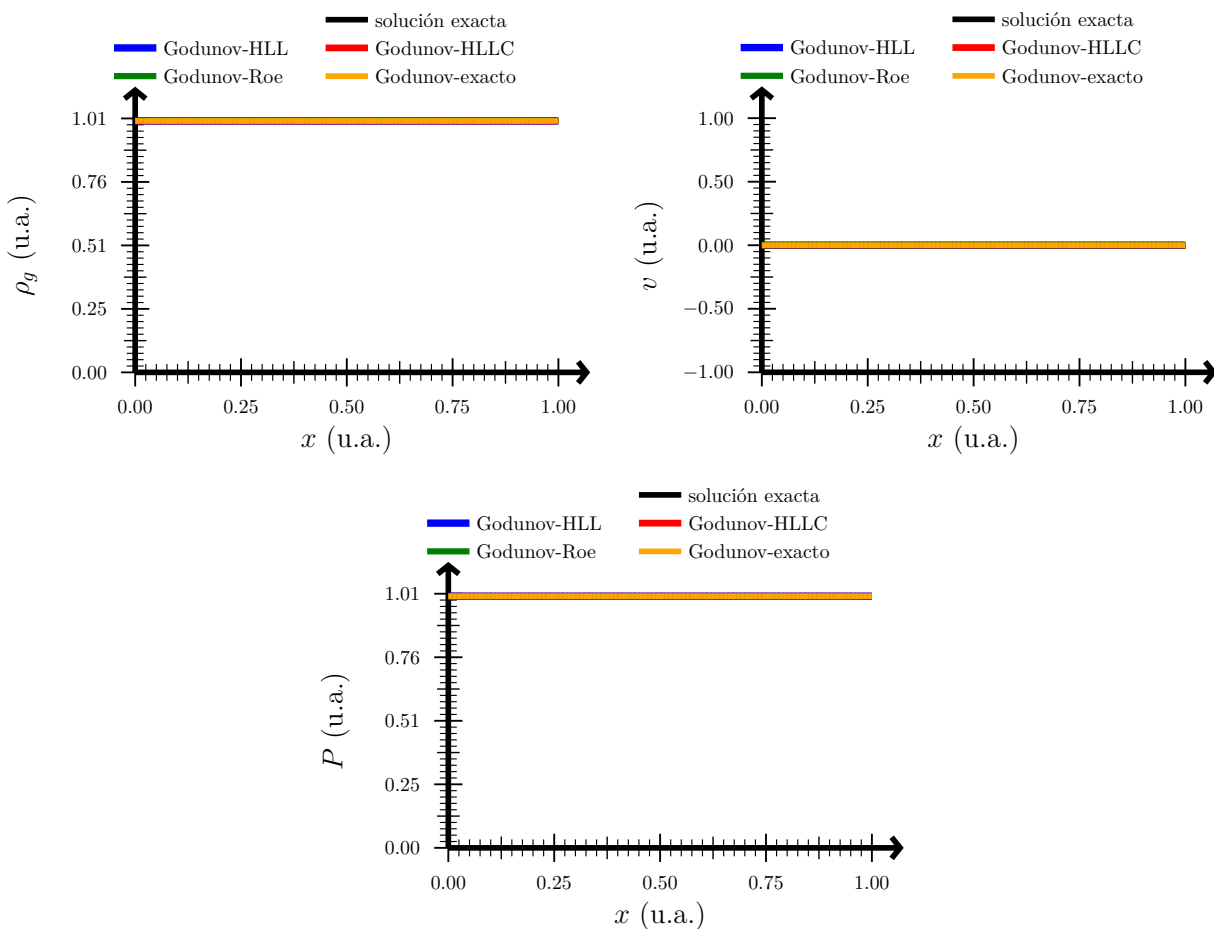 solución exacta
Godunov-HLL Godunov-HLLC
Godunov-Roe Godunov-exacto
1.01
0.76
0.51
0.25
0.00
ρg (u.a.)
0.00 0.25 0.50 0.75 1.00
x (u.a.)
solución exacta
Godunov-HLL Godunov-HLLC
Godunov-Roe Godunov-exacto
1.00
0.50
0.00
−0.50
−1.00
v (u.a.)
0.00 0.25 0.50 0.75 1.00
x (u.a.)
solución exacta
Godunov-HLL Godunov-HLLC
Godunov-Roe Godunov-exacto
1.01
0.76
0.51
0.25
0.00
P (u.a.)
0.00 0.25 0.50 0.75 1.00
x (u.a.)